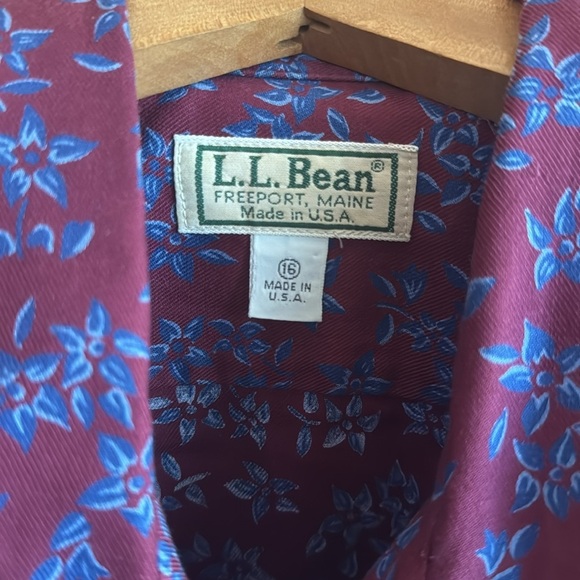 L.L.Bean®
FREEPORT, MAINE
Made in U.S.A.
16
MADE IN
U.S.A.